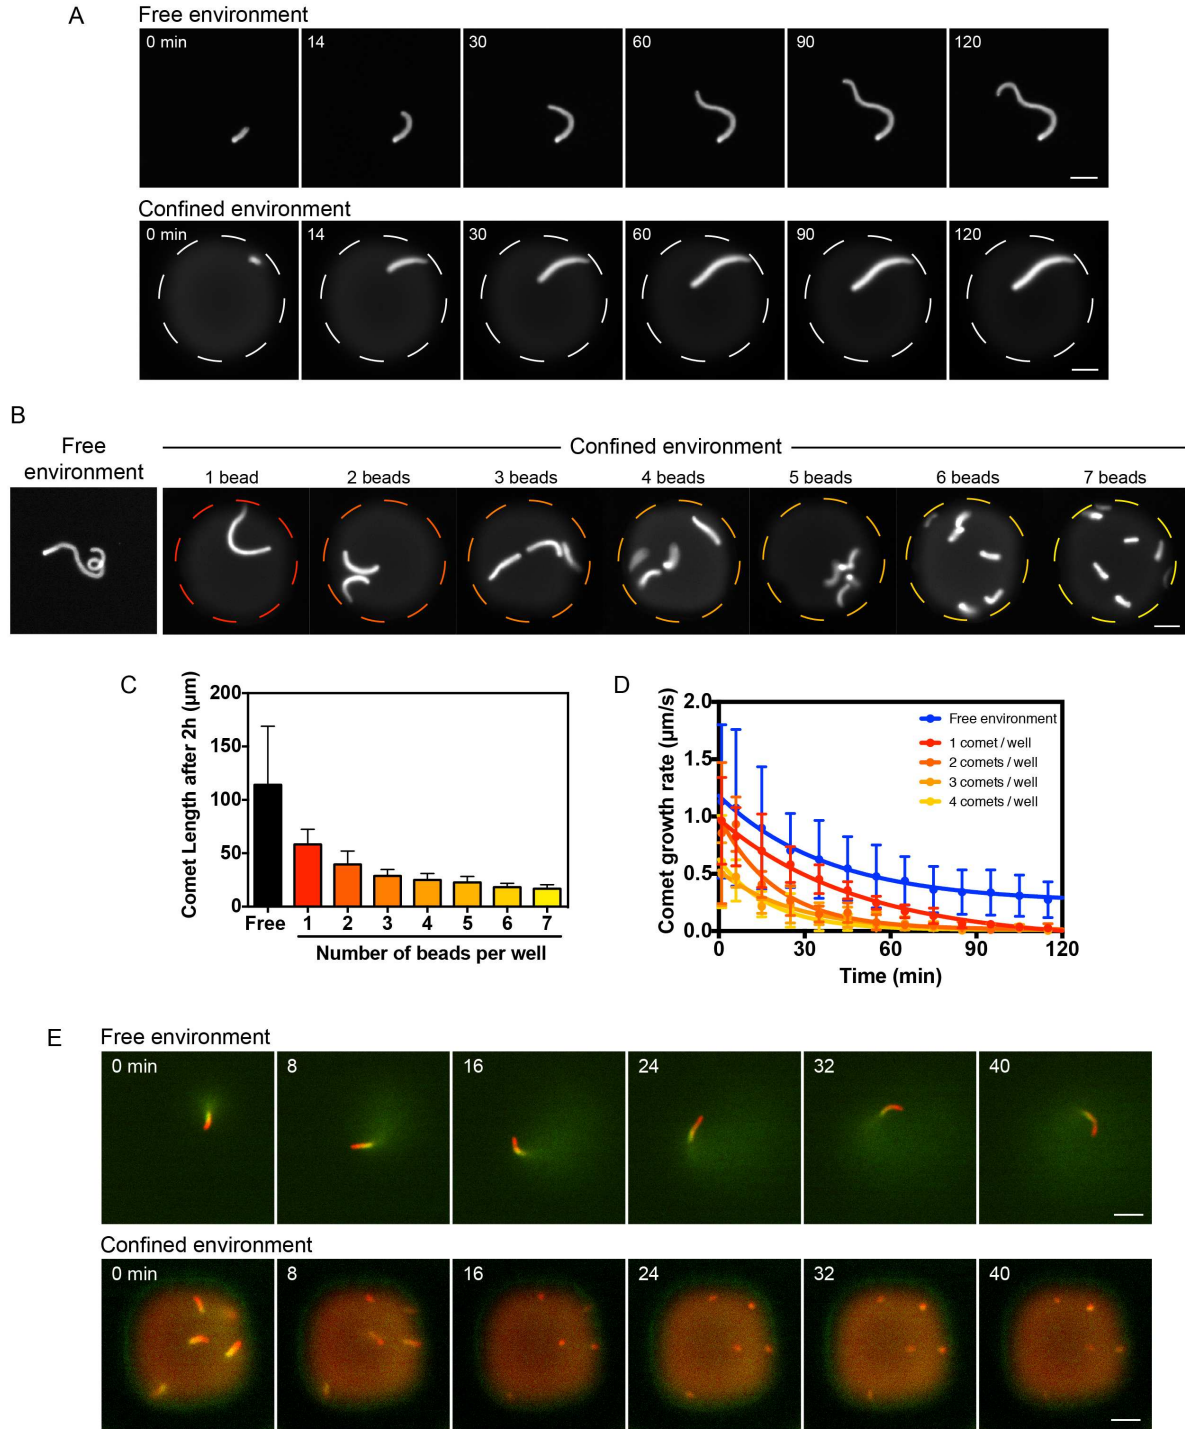 A
Free environment
0 min 14 30 60 90 120
Confined environment
0 min 14 30 60 90 120
B
Free environment
Confined environment
1 bead 2 beads 3 beads 4 beads 5 beads 6 beads 7 beads
C
Comet Length after 2h (µm)
200
150
100
50
0
Free 1 2 3 4 5 6 7
Number of beads per well
D
Comet growth rate (µm/s)
2.0
1.5
1.0
0.5
0.0
0 30 60 90 120
Time (min)
Free environment
1 comet / well
2 comets / well
3 comets / well
4 comets / well
E
Free environment
0 min 8 16 24 32 40
Confined environment
0 min 8 16 24 32 40